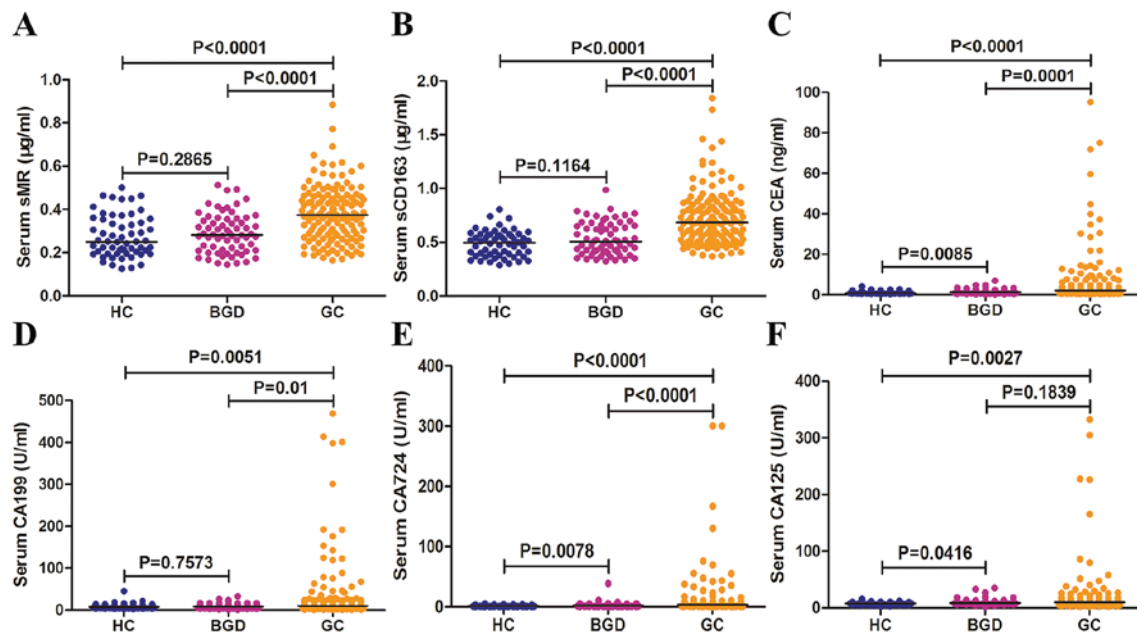 A
P<0.0001
P<0.0001
P=0.2865
Serum sMR (μg/ml)
1.0
0.8
0.6
0.4
0.2
0.0
HC BGD GC
B
P<0.0001
P<0.0001
P=0.1164
Serum sCD163 (μg/ml)
2.0
1.5
1.0
0.5
0.0
HC BGD GC
C
P<0.0001
P=0.0001
P=0.0085
Serum CEA (ng/ml)
100
80
60
40
20
0
HC BGD GC
D
P=0.0051
P=0.01
P=0.7573
Serum CA199 (U/ml)
500
400
300
200
100
0
HC BGD GC
E
P<0.0001
P<0.0001
P=0.0078
Serum CA724 (U/ml)
400
300
200
100
0
HC BGD GC
F
P=0.0027
P=0.1839
P=0.0416
Serum CA125 (U/ml)
400
300
200
100
0
HC BGD GC